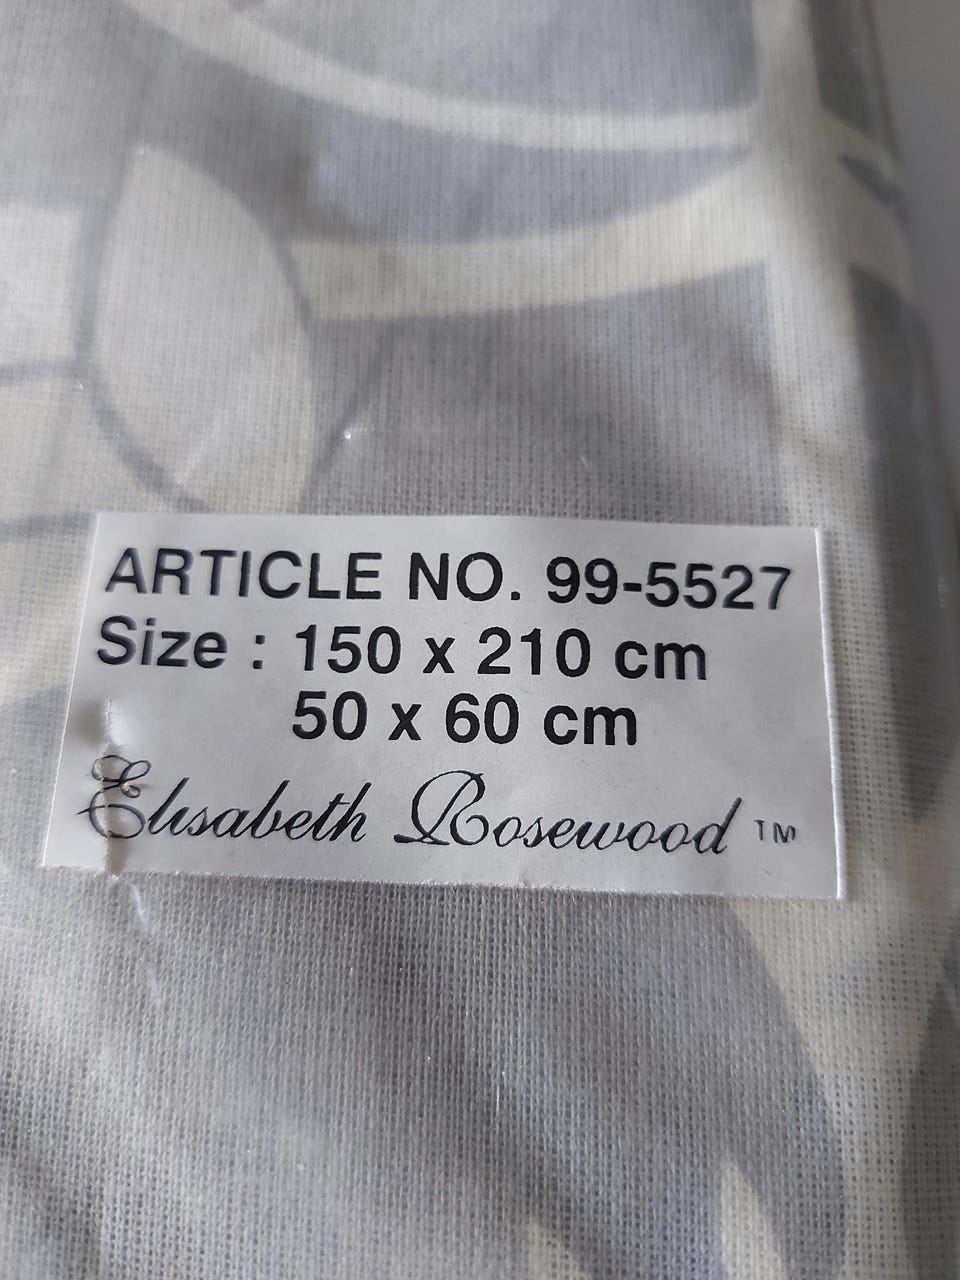 ARTICLE NO. 99-5527
Size : 150 x 210 cm
50 x 60 cm
Elisabeth Rosewood ™